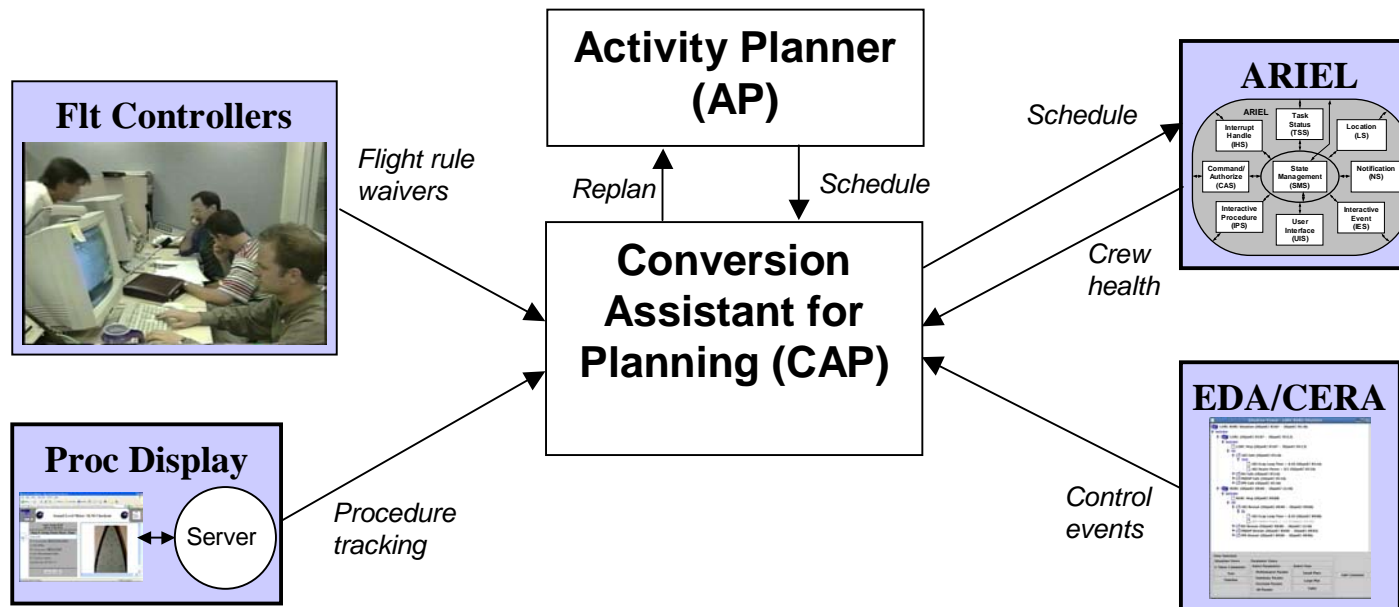 Activity Planner
(AP)
Flt Controllers
ARIEL
ARIEL
Task
Status
(TSS)
Interrupt
Handle
(IHS)
Location
(LS)
Command/
Authorize
(CAS)
State
Management
(SMS)
Notification
(NS)
Interactive
Procedure
(IPS)
User
Interface
(UIS)
Interactive
Event
(IES)
Flight rule
waivers
Replan
Schedule
Schedule
Crew
health
Conversion
Assistant for
Planning (CAP)
Proc Display
Server
Procedure
tracking
EDA/CERA
Control
events